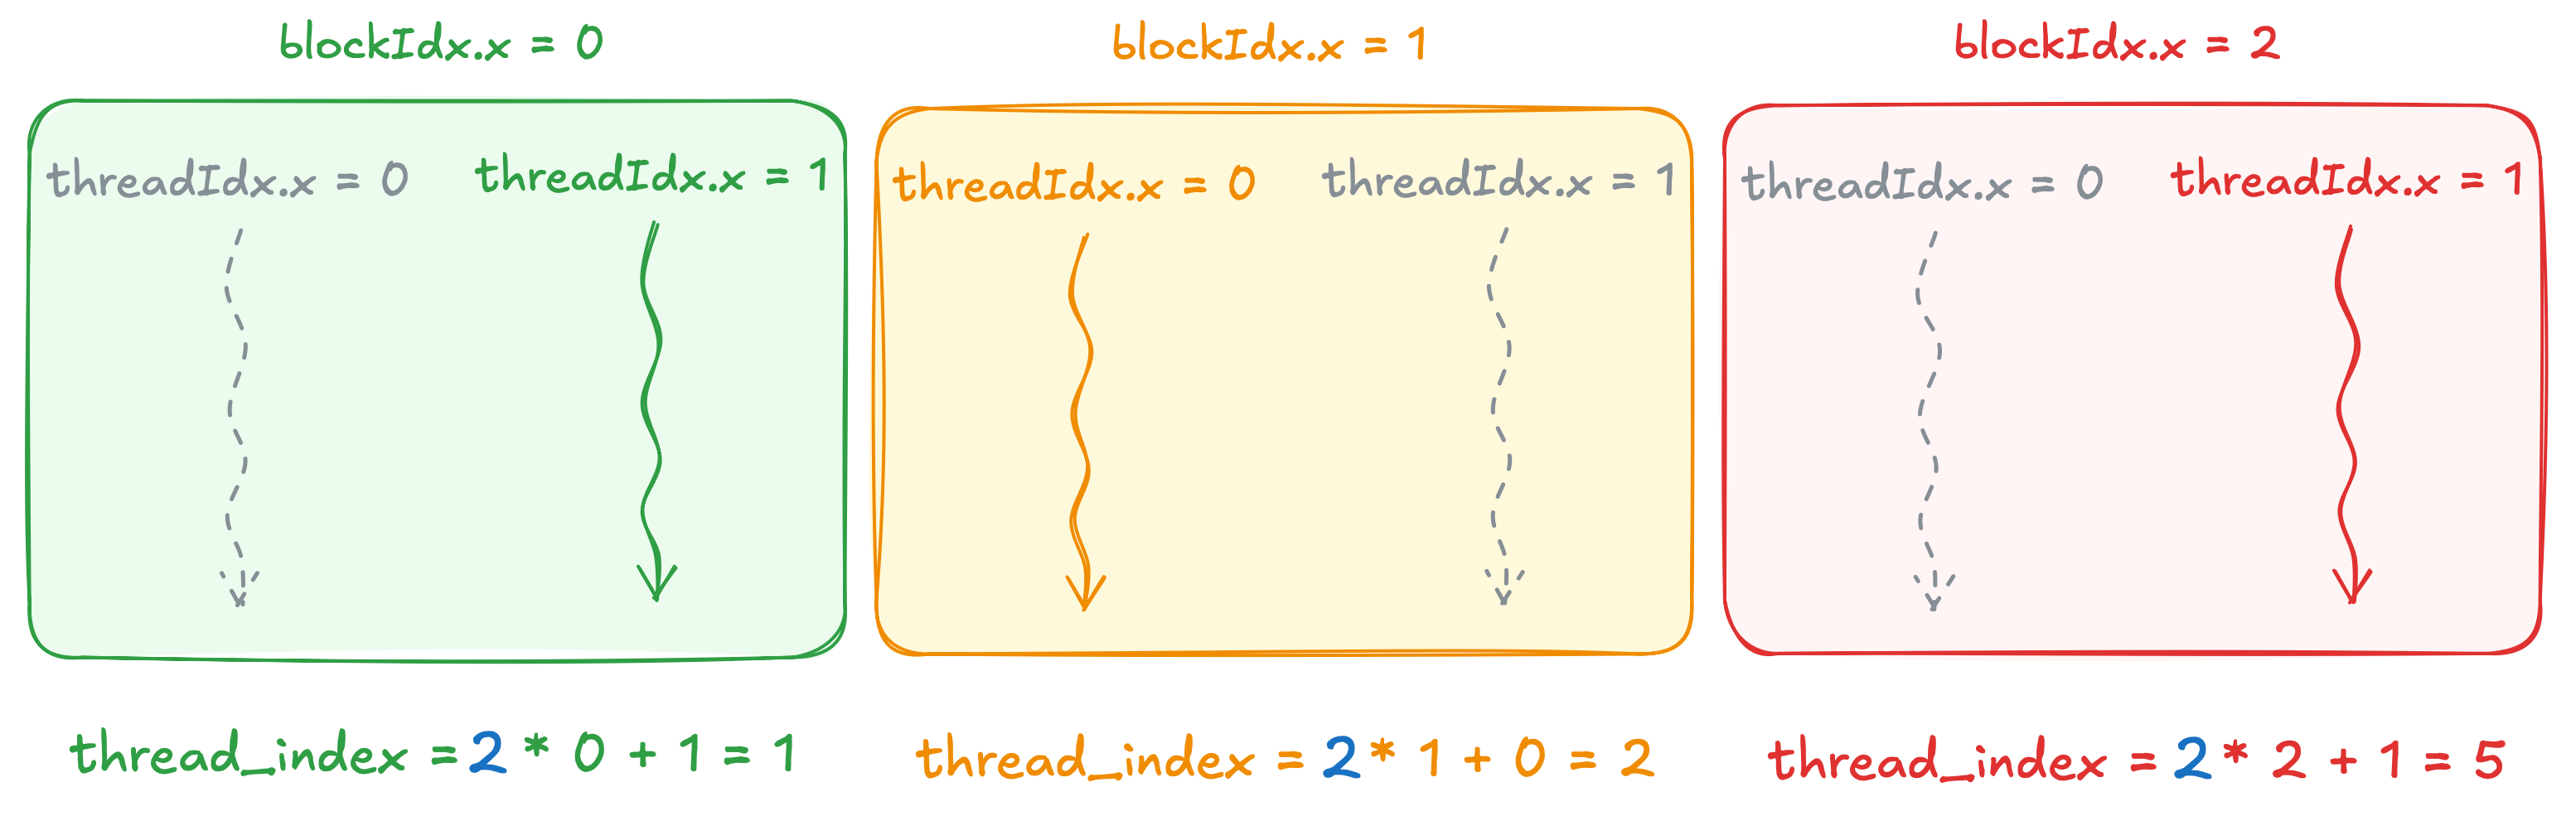 blockIdx.x = 0
blockIdx.x = 1
blockIdx.x = 2
threadIdx.x = 0
threadIdx.x = 1
threadIdx.x = 0
threadIdx.x = 1
threadIdx.x = 0
threadIdx.x = 1
thread_index = 2 * 0 + 1 = 1
thread_index = 2 * 1 + 0 = 2
thread_index = 2 * 2 + 1 = 5